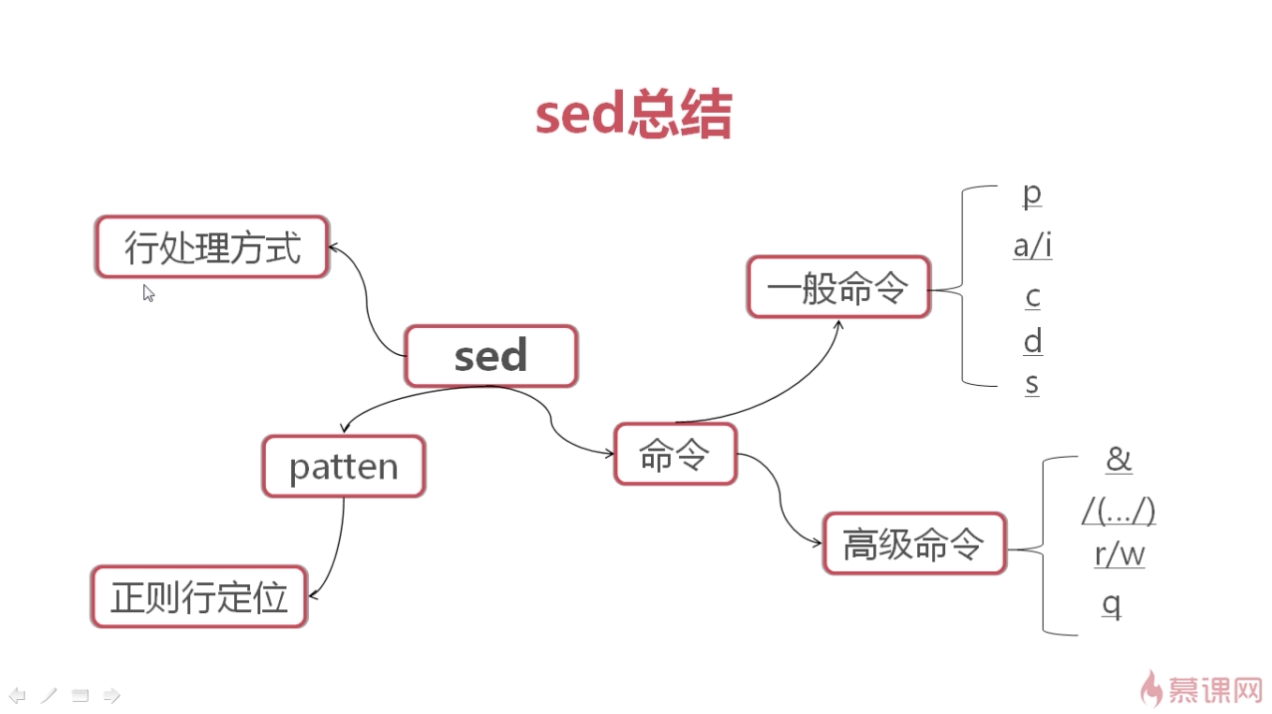 sed总结
行处理方式
sed
patten
正则行定位
命令
一般命令
p
a/i
c
d
s
高级命令
&
/(.../)
r/w
q
慕课网